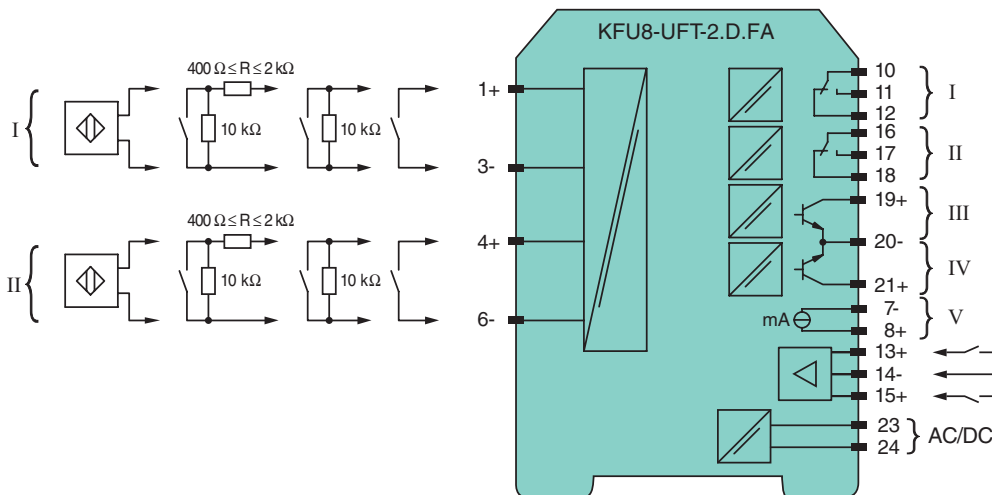 KFU8-UFT-2.D.FA
400 Ω ≤ R ≤ 2 kΩ
I
10 kΩ
10 kΩ
1+
3-
400 Ω ≤ R ≤ 2 kΩ
II
10 kΩ
10 kΩ
4+
6-
10
11
12
I
16
17
18
II
19+
III
20-
IV
21+
mA
7-
8+
V
13+
14-
15+
23
24
AC/DC